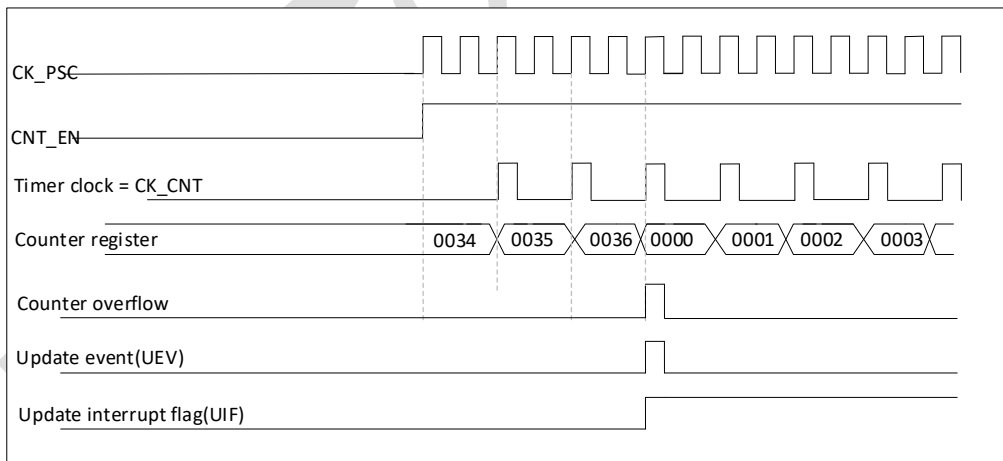 CK_PSC
CNT_EN
Timer clock = CK_CNT
Counter register 0034 0035 0036 0000 0001 0002 0003
Counter overflow
Update event(UEV)
Update interrupt flag(UIF)